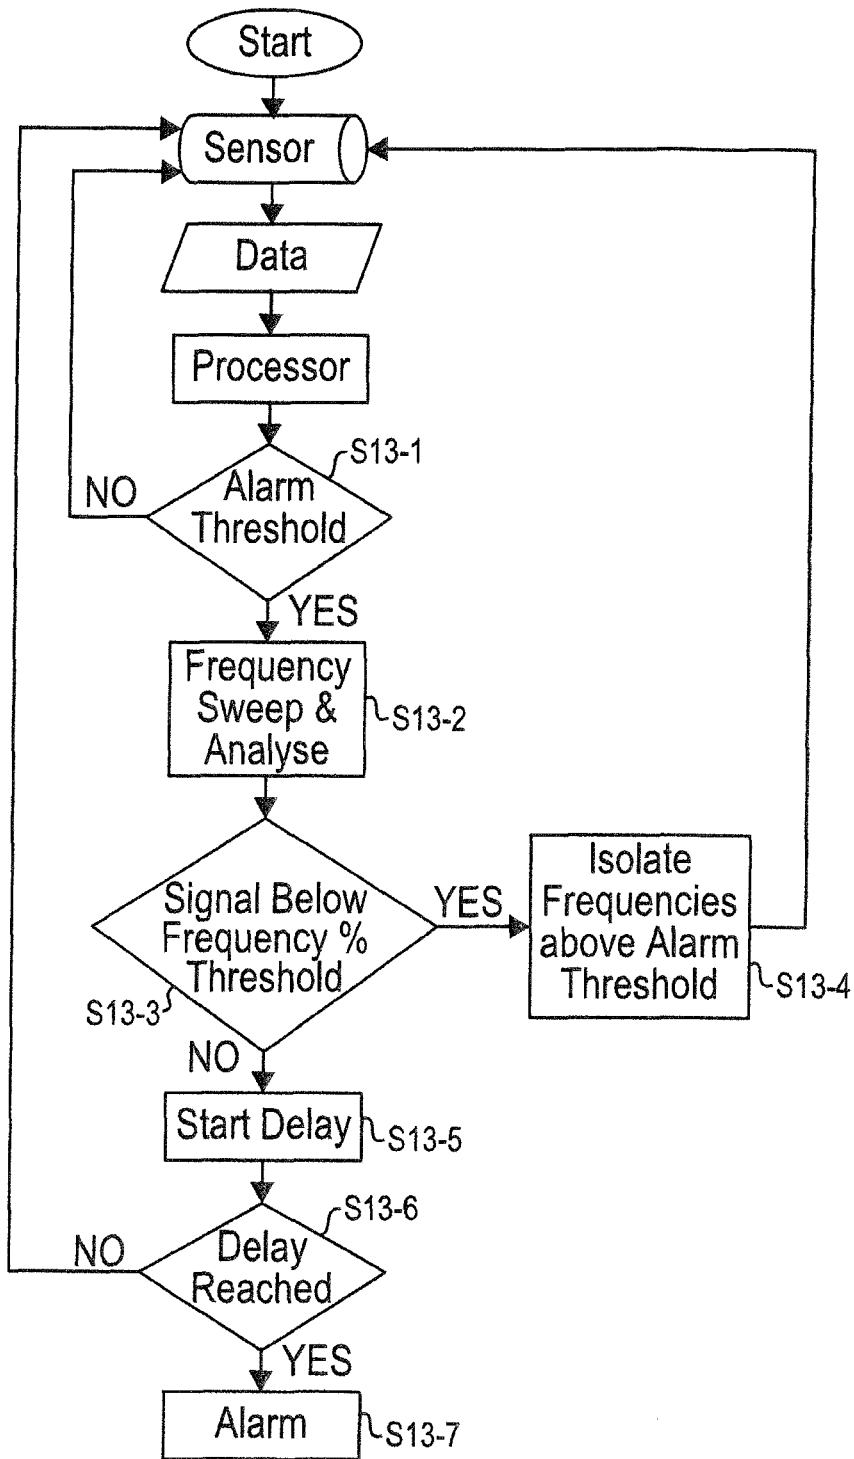 Start
Sensor
Data
Processor
S13-1
Alarm
Threshold
NO
YES
Frequency
Sweep &
Analyse
S13-2
Signal Below
Frequency %
Threshold
S13-3
YES
Isolate
Frequencies
above Alarm
Threshold
S13-4
NO
Start Delay
S13-5
S13-6
Delay
Reached
NO
YES
Alarm
S13-7